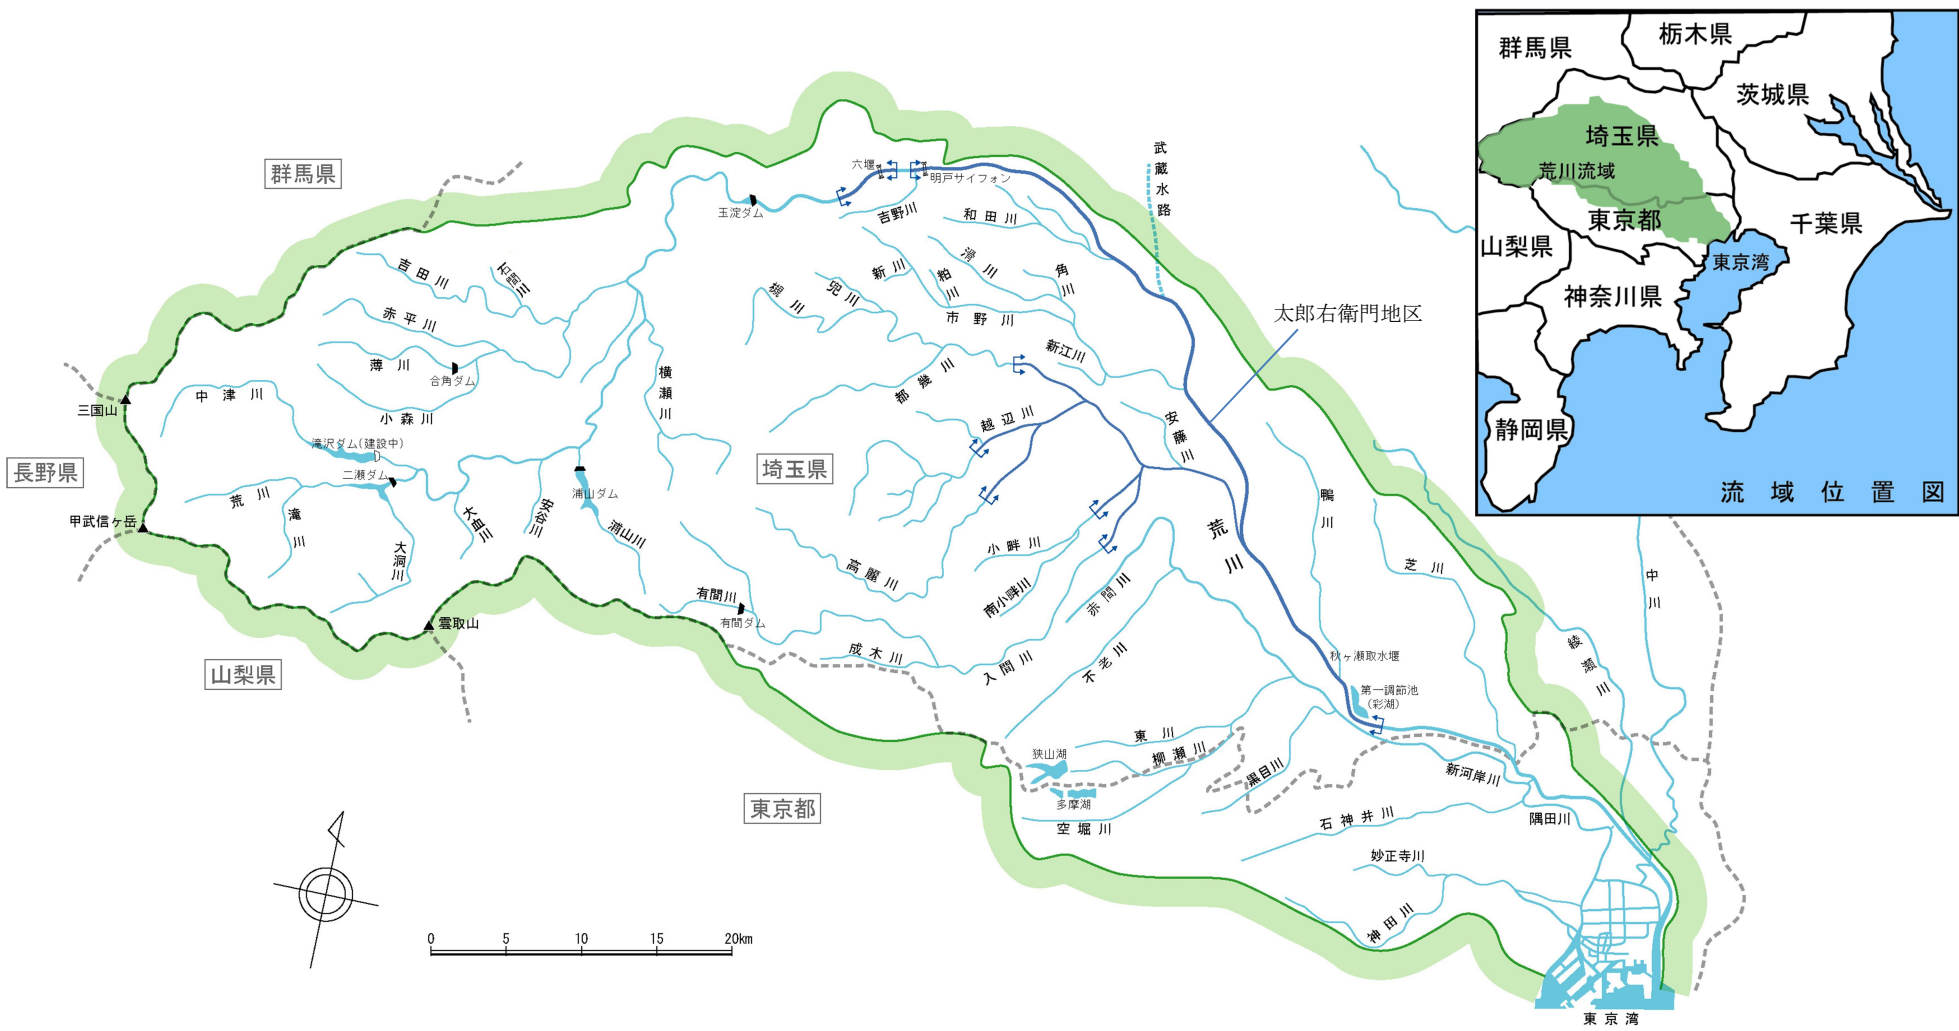 群馬県
栃木県
茨城県
埼玉県
荒川流域
東京都
千葉県
山梨県
東京湾
神奈川県
静岡県
流域位置図
群馬県
武蔵水路
六堰
明戸サイフォン
玉淀ダム
吉野川
和田川
吉田川
石間川
新川
粕川
滑川
角川
槻川
兜川
市野川
太郎右衛門地区
赤平川
薄川
合角ダム
横瀬川
都幾川
新江川
三国山
中津川
小森川
越辺川
安藤川
滝沢ダム(建設中)
長野県
二瀬ダム
埼玉県
荒川
滝川
浦山ダム
大血川
安谷川
浦山川
鴨川
荒川
甲武信ヶ岳
大洞川
小畔川
高麗川
芝川
中川
南小畔川
赤間川
有間川
有間ダム
雲取山
綾瀬川
成木川
入間川
不老川
秋ヶ瀬取水堰
山梨県
第一調節池
(彩湖)
東川
狭山湖
柳瀬川
黒目川
新河岸川
東京都
多摩湖
空堀川
石神井川
隅田川
妙正寺川
神田川
0 5 10 15 20km
東京湾